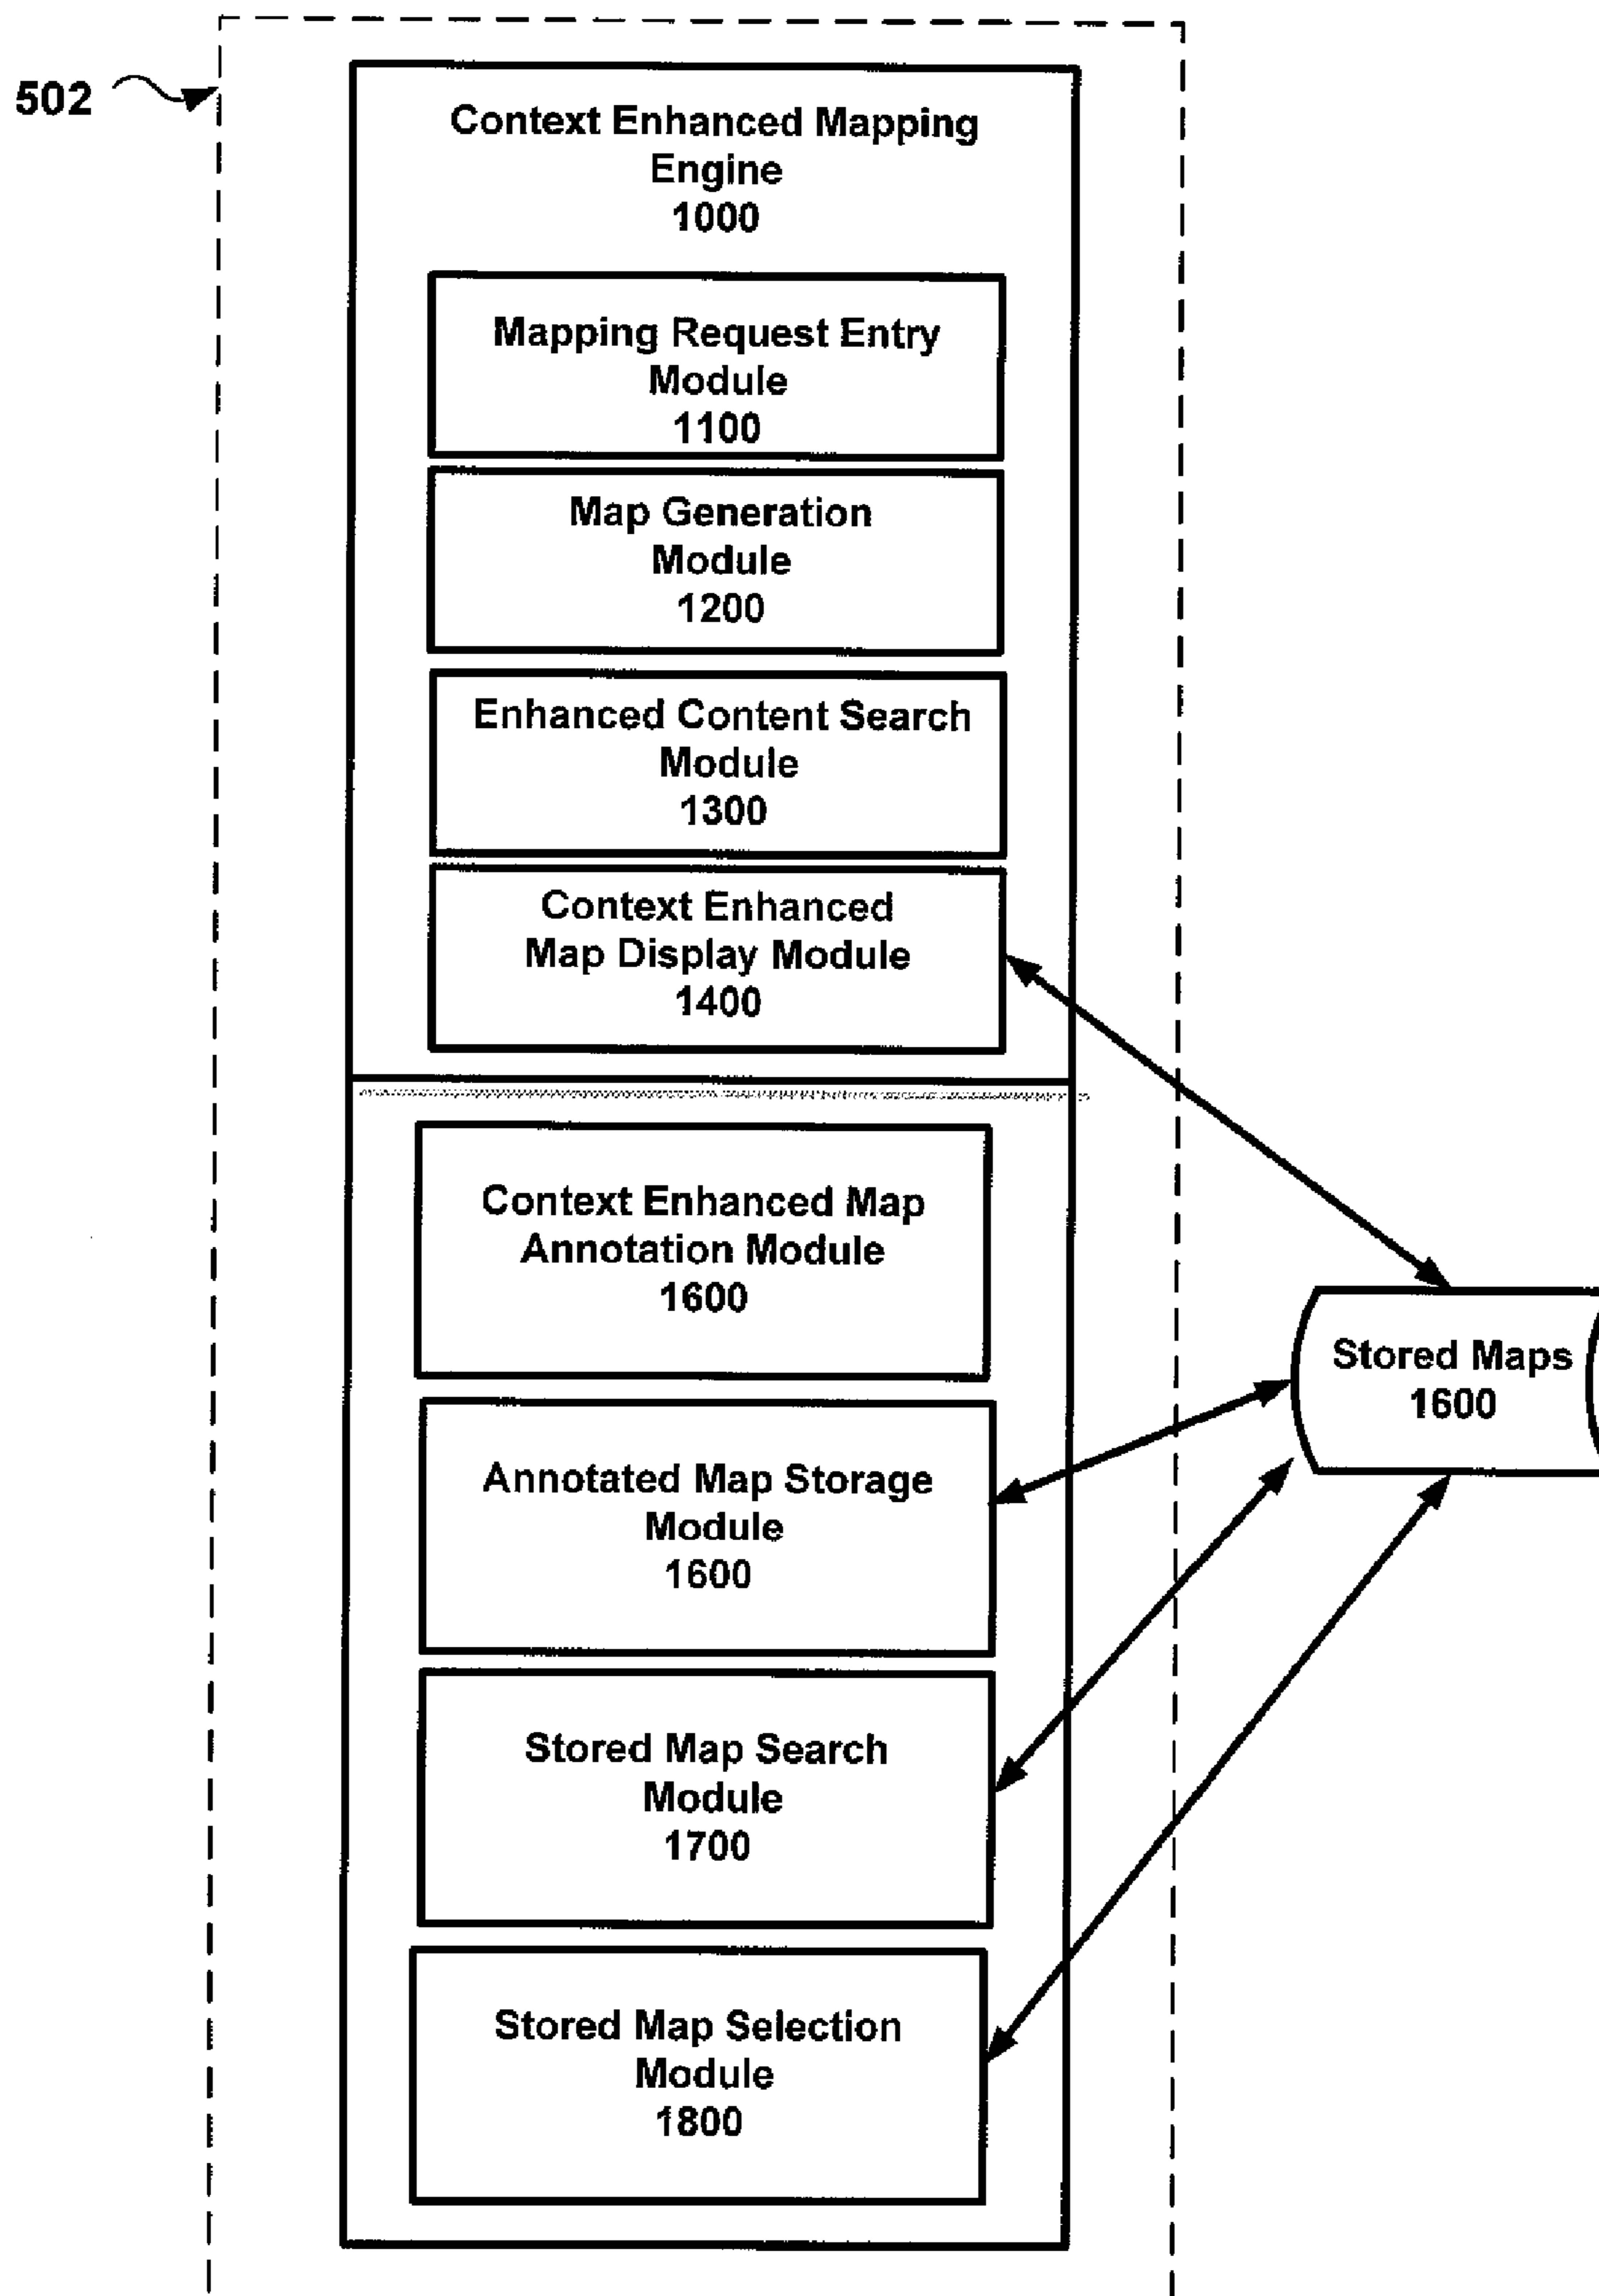 502
Context Enhanced Mapping
Engine
1000
Mapping Request Entry
Module
1100
Map Generation
Module
1200
Enhanced Content Search
Module
1300
Context Enhanced
Map Display Module
1400
Context Enhanced Map
Annotation Module
1600
Stored Maps
1600
Annotated Map Storage
Module
1600
Stored Map Search
Module
1700
Stored Map Selection
Module
1800